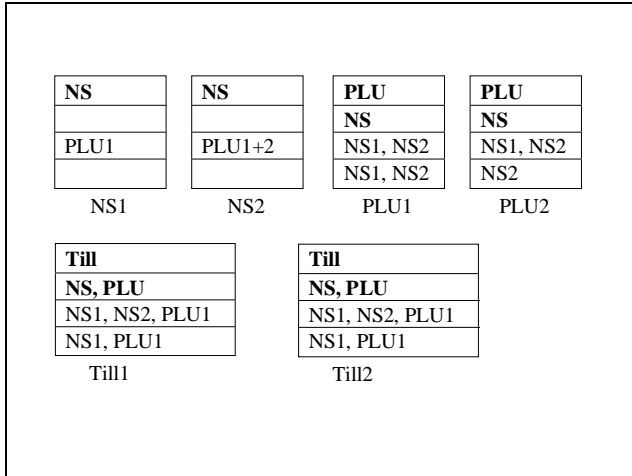 NS
PLU1
NS1
NS
PLU1+2
NS2
PLU
NS
NS1, NS2
NS1, NS2
PLU1
PLU
NS
NS1, NS2
NS2
PLU2
Till
NS, PLU
NS1, NS2, PLU1
NS1, PLU1
Till1
Till
NS, PLU
NS1, NS2, PLU1
NS1, PLU1
Till2